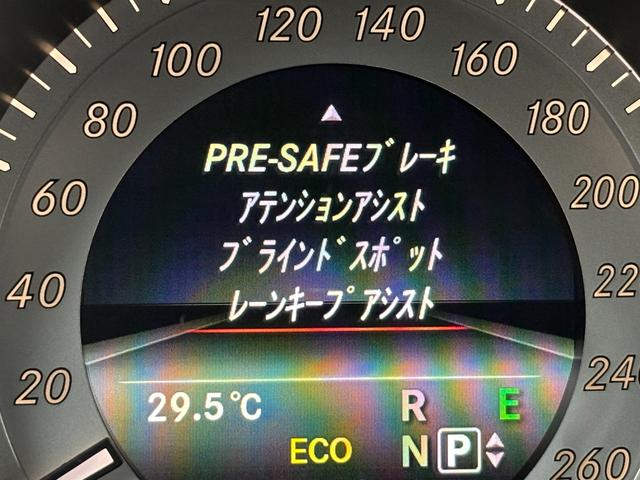 120 140
100 160
80 180
60 200
40 22
20 24
260
PRE-SAFEブレーキ
アテンションアシスト
ブラインドスポット
レーンキープアシスト
29.5℃ R E
ECO N P